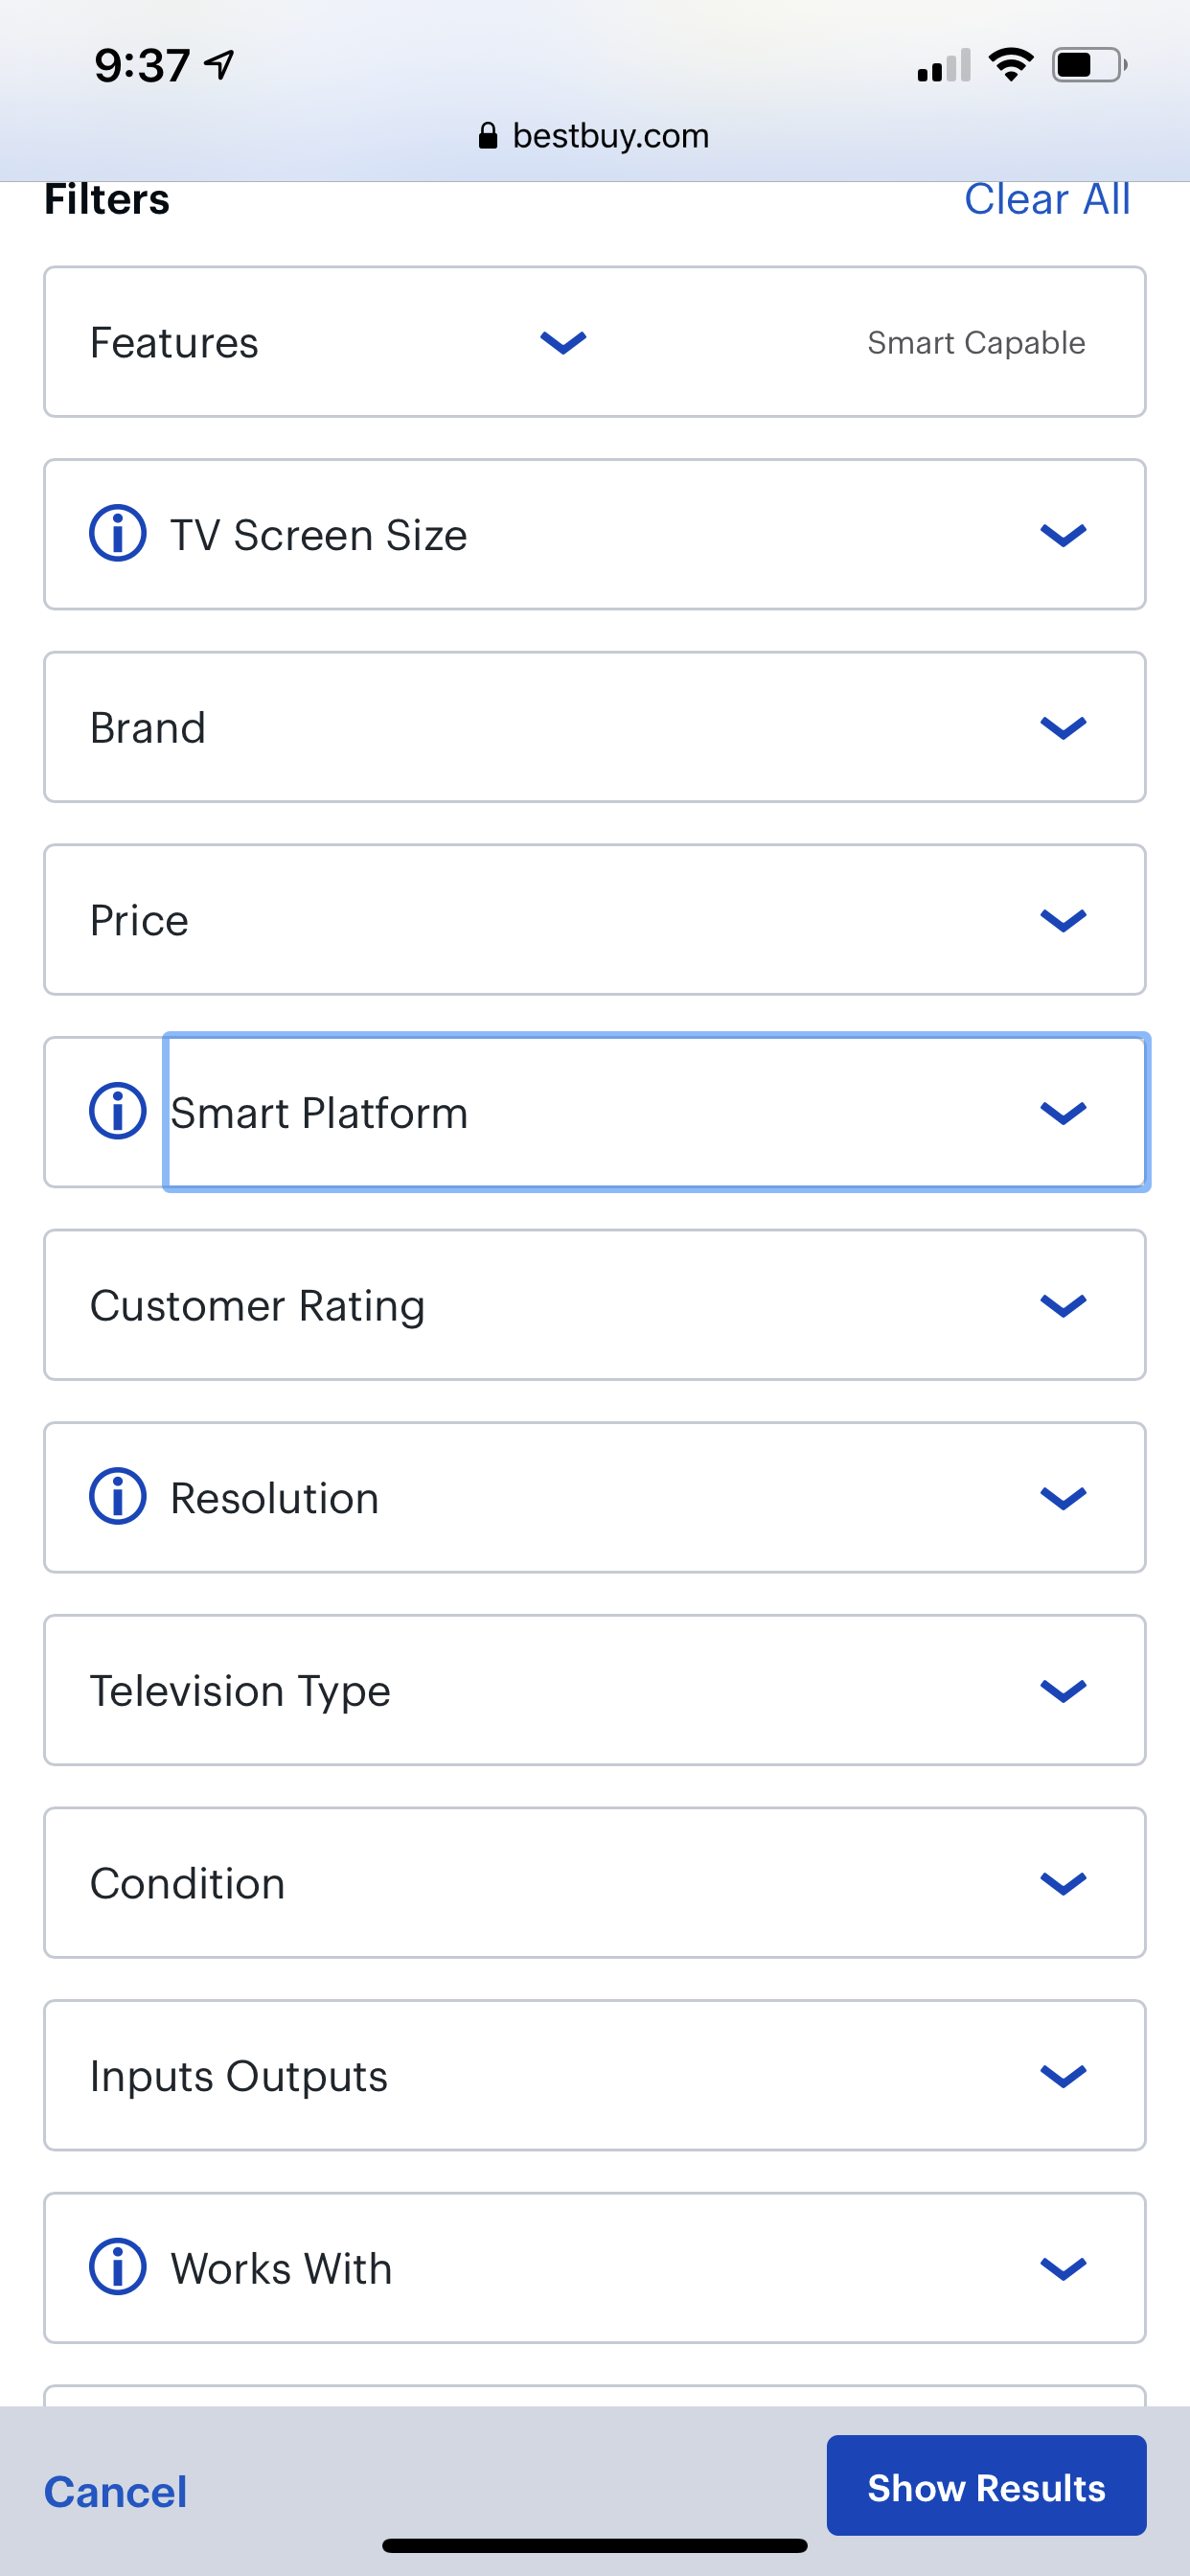 9:37
bestbuy.com
Filters
Clear All
Features
Smart Capable
TV Screen Size
Brand
Price
Smart Platform
Customer Rating
Resolution
Television Type
Condition
Inputs Outputs
Works With
Cancel
Show Results